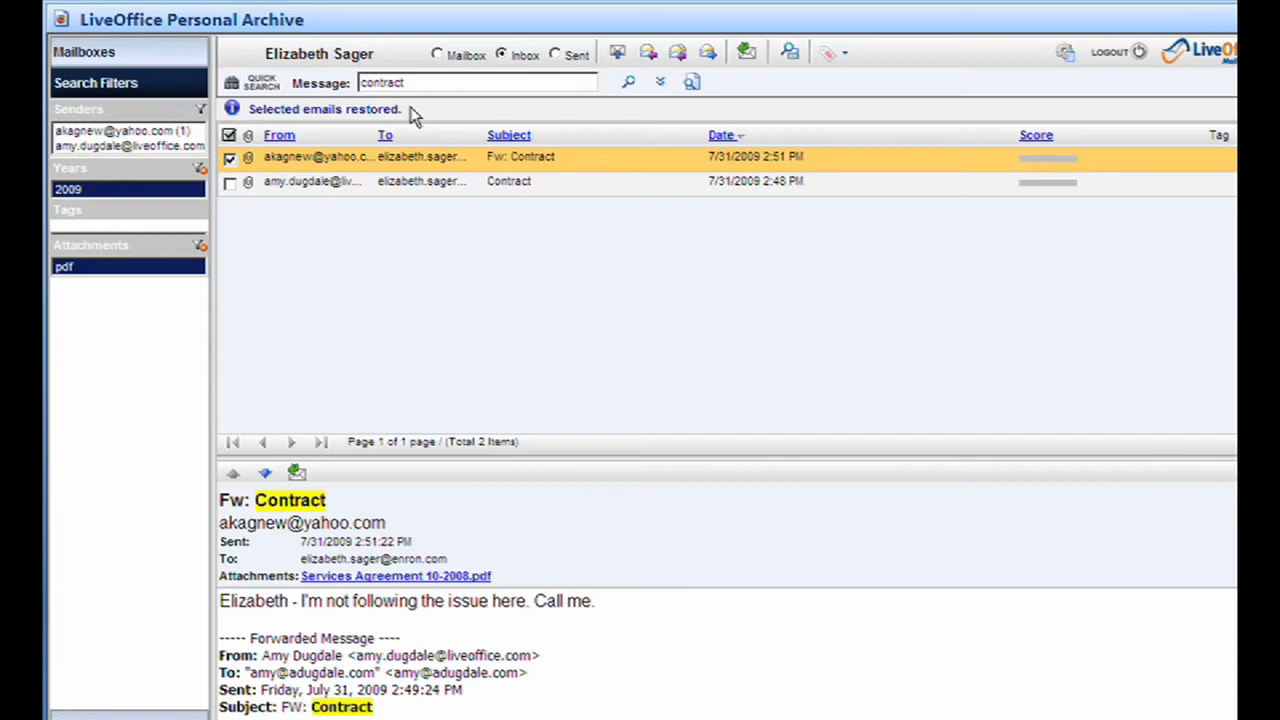 LiveOffice Personal Archive
Mailboxes
Elizabeth Sager Mailbox Inbox Sent LOGOUT
Search Filters
QUICK SEARCH Message: contract
Senders
Selected emails restored.
akagnew@yahoo.com (1)
amy.dugdale@liveoffice.com
From To Subject Date Score Tag
akagnew@yahoo.c... elizabeth.sager... Fw: Contract 7/31/2009 2:51 PM
Years
amy.dugdale@liv... elizabeth.sager... Contract 7/31/2009 2:48 PM
2009
Tags
Attachments
pdf
Page 1 of 1 page / (Total 2 Items)
Fw: Contract
akagnew@yahoo.com
Sent: 7/31/2009 2:51:22 PM
To: elizabeth.sager@enron.com
Attachments: Services Agreement 10-2008.pdf
Elizabeth - I'm not following the issue here. Call me.
----- Forwarded Message ----
From: Amy Dugdale <amy.dugdale@liveoffice.com>
To: "amy@adugdale.com" <amy@adugdale.com>
Sent: Friday, July 31, 2009 2:49:24 PM
Subject: FW: Contract